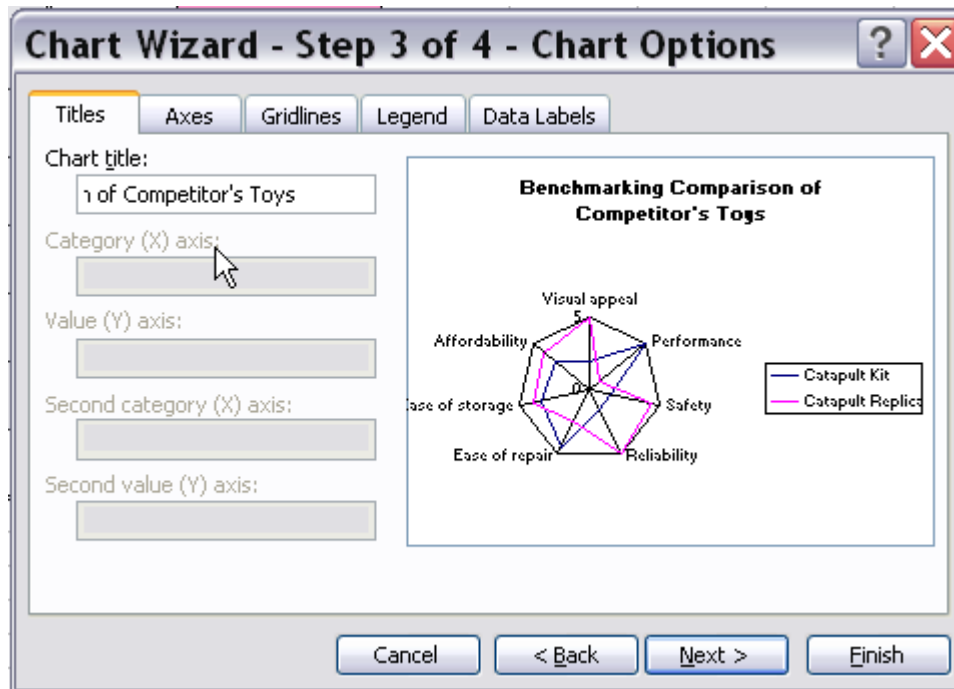 Chart Wizard - Step 3 of 4 - Chart Options
?
Titles
Axes
Gridlines
Legend
Data Labels
Chart title:
n of Competitor's Toys
Category (X) axis:
Value (Y) axis:
Second category (X) axis:
Second value (Y) axis:
Benchmarking Comparison of
Competitor's Toys
Visual appeal
5
Affordability
Performance
0
Ease of storage
Safety
Ease of repair
Reliability
Catapult Kit
Catapult Replica
Cancel
< Back
Next >
Finish